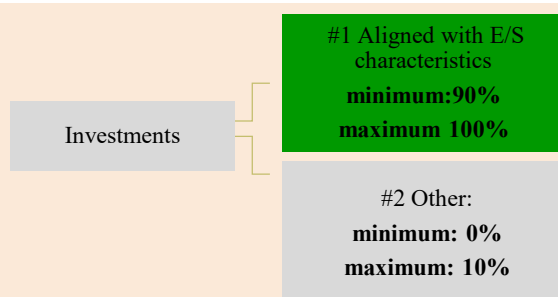 #1 Aligned with E/S
characteristics
minimum:90%
maximum 100%
Investments
#2 Other:
minimum: 0%
maximum: 10%